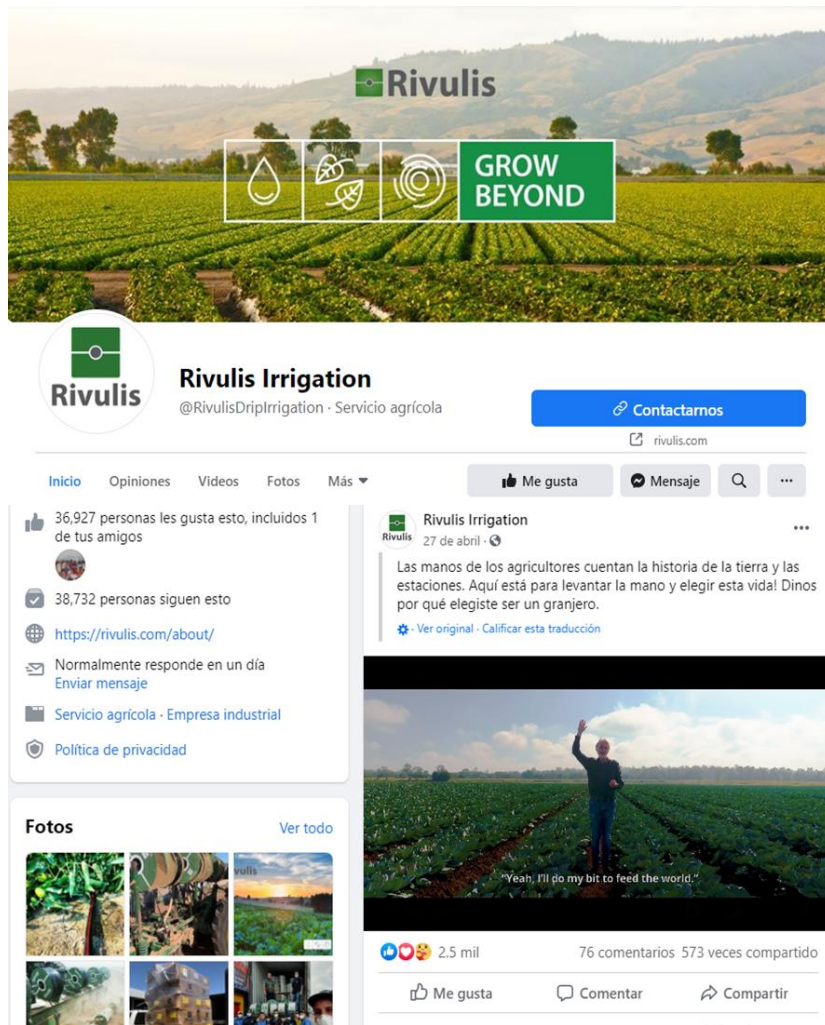 Rivulis
GROW
BEYOND
Rivulis
Rivulis Irrigation
@RivulisDripIrrigation · Servicio agrícola
Contactarnos
rivulis.com
Inicio Opiniones Videos Fotos Más
Me gusta Mensaje
36,927 personas les gusta esto, incluidos 1
de tus amigos
38,732 personas siguen esto
https://rivulis.com/about/
Normalmente responde en un día
Enviar mensaje
Servicio agrícola · Empresa industrial
Política de privacidad
Fotos Ver todo
vulis
Rivulis
Rivulis Irrigation
27 de abril ·
Las manos de los agricultores cuentan la historia de la tierra y las
estaciones. Aquí está para levantar la mano y elegir esta vida! Dinos
por qué elegiste ser un granjero.
· Ver original · Calificar esta traducción
"Yeah, I'll do my bit to feed the world."
2.5 mil 76 comentarios 573 veces compartido
Me gusta Comentar Compartir